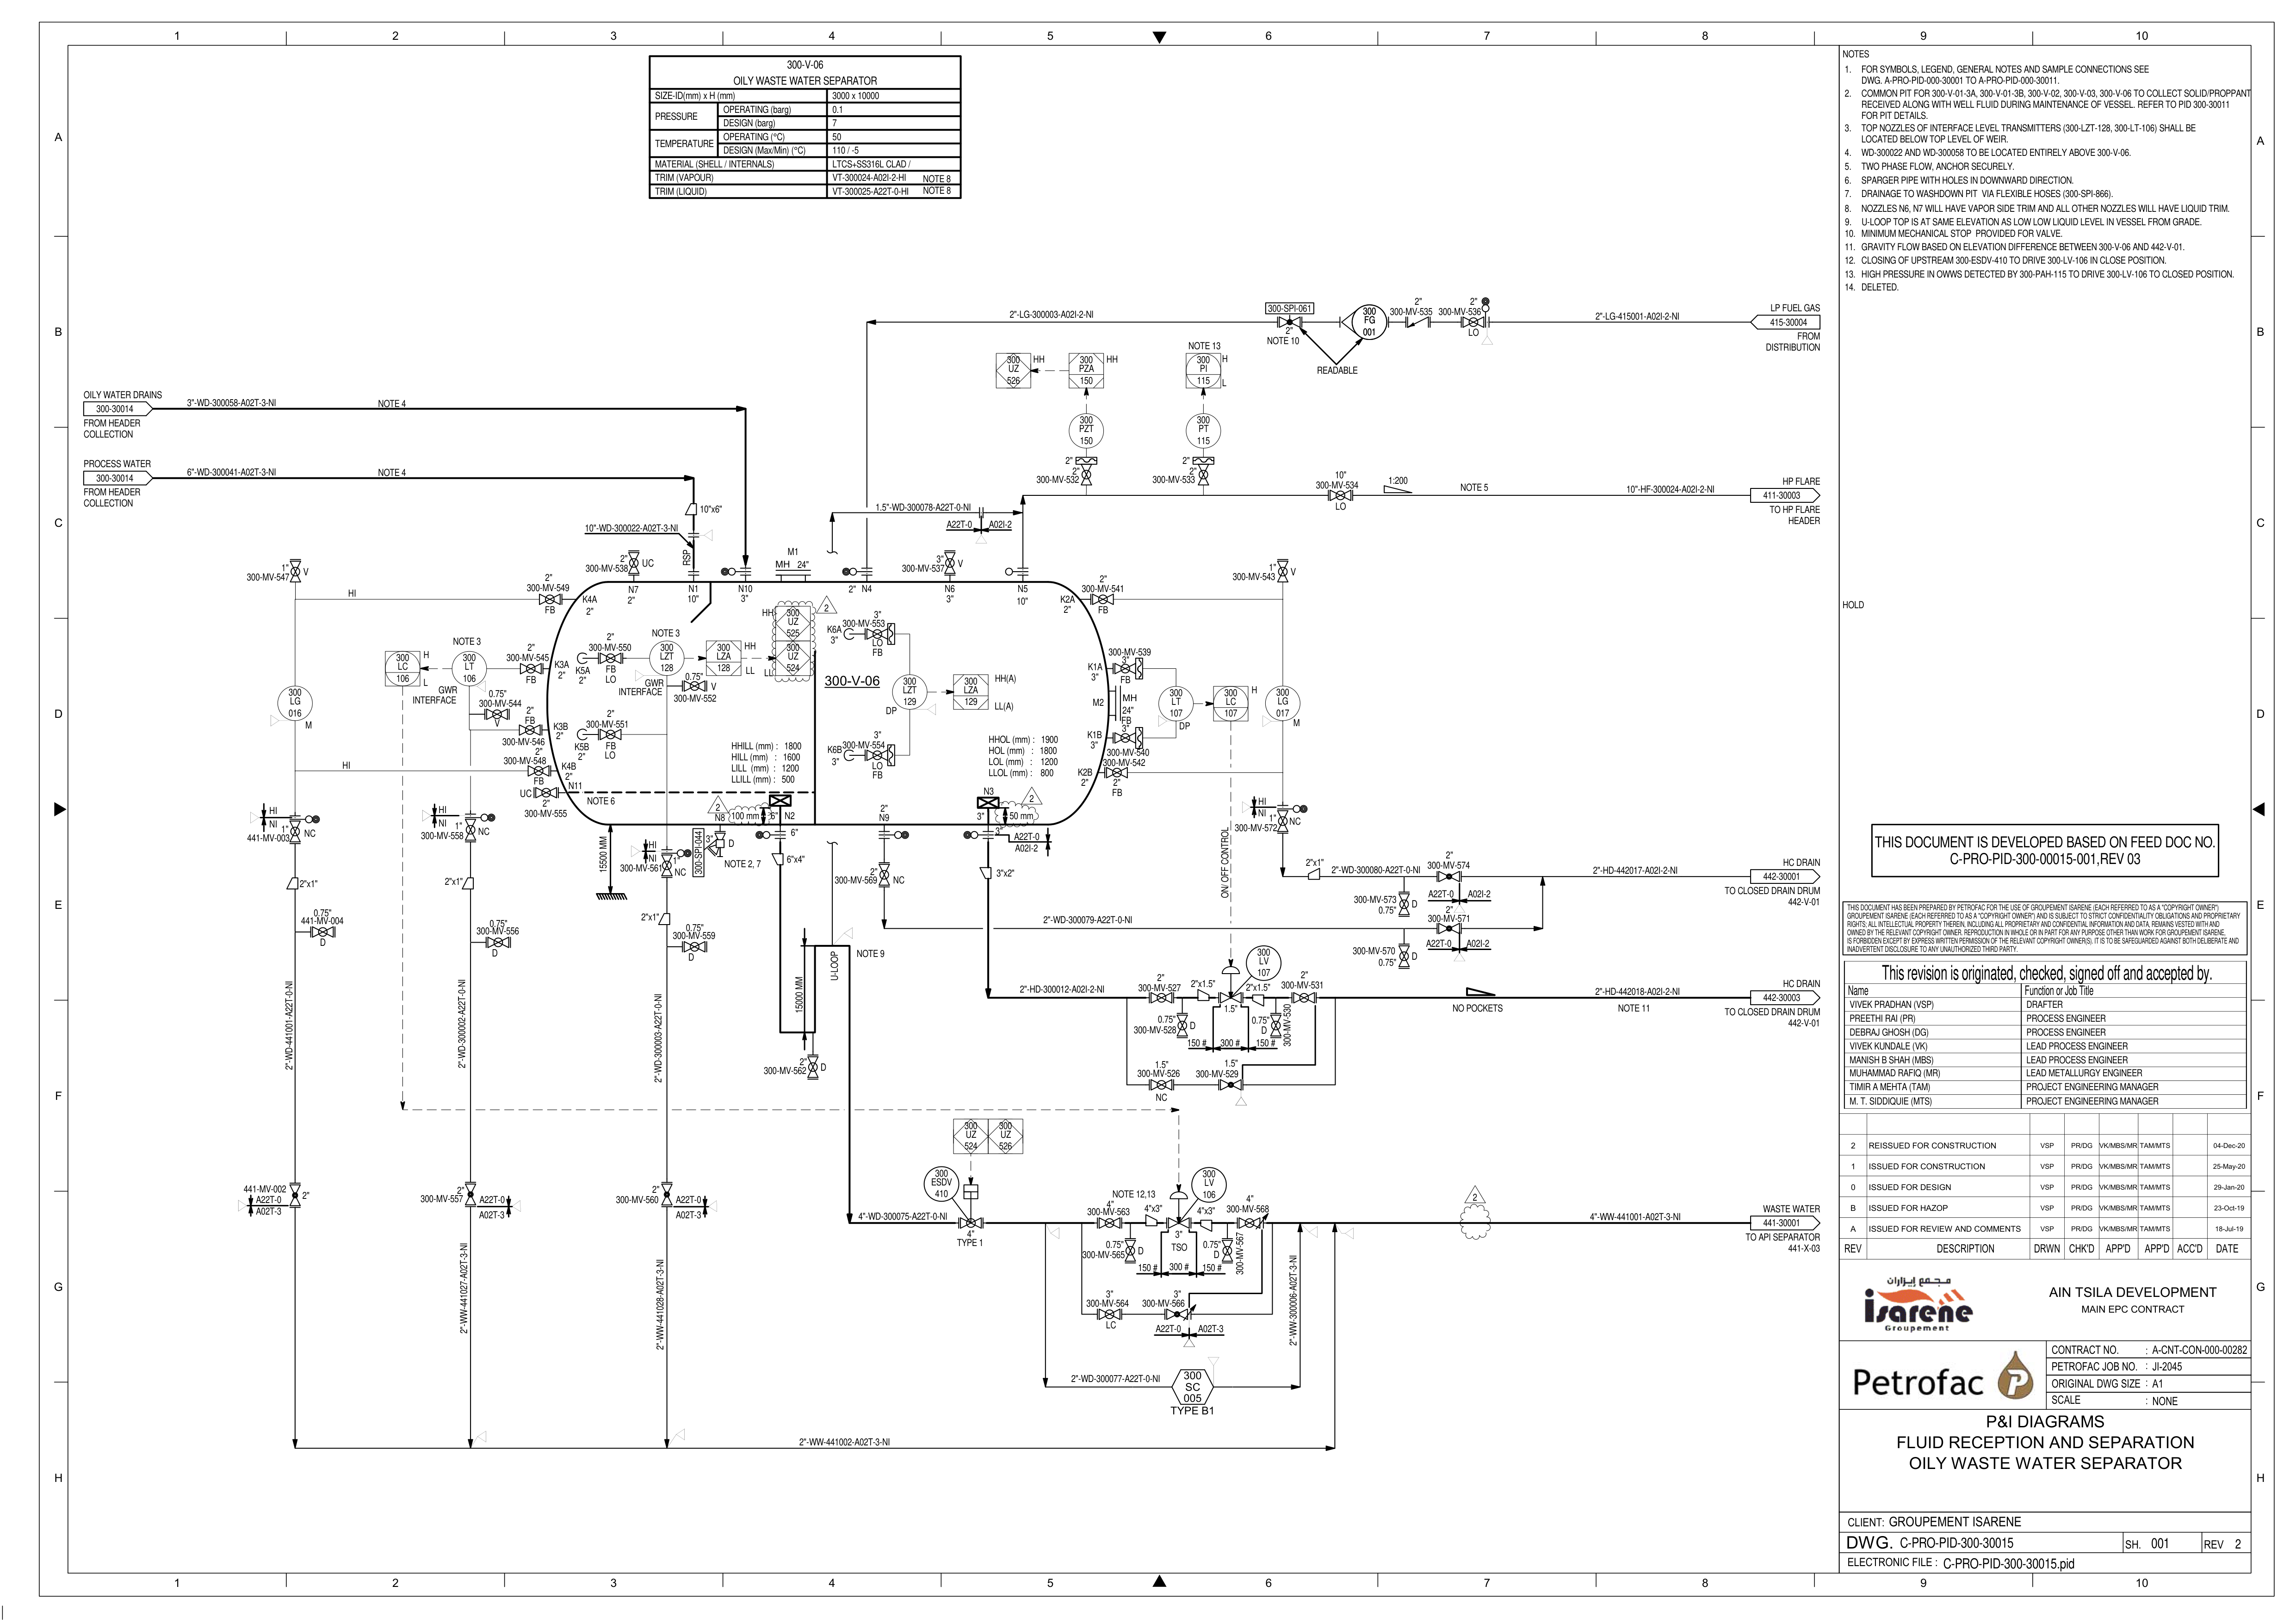 300-V-06
OILY WASTE WATER SEPARATOR
SIZE-ID(mm) x H (mm) 3000 x 10000
PRESSURE OPERATING (barg) 0.1
DESIGN (barg) 7
TEMPERATURE OPERATING (°C) 50
DESIGN (Max/Min) (°C) 110 / -5
MATERIAL (SHELL / INTERNALS) LTCS+SS316L CLAD /
TRIM (VAPOUR) VT-300024-A02I-2-HI NOTE 8
TRIM (LIQUID) VT-300025-A22T-0-HI NOTE 8
2"-LG-300003-A02I-2-NI
300-SPI-061
2"
NOTE 10
300 FG 001
READABLE
2"
300-MV-535
2"
300-MV-536
LO
2"-LG-415001-A02I-2-NI
LP FUEL GAS
415-30004
FROM
DISTRIBUTION
300 UZ 526 HH
300 PZA 150 HH
NOTE 13
300 PI 115 H L
300 PZT 150
300 PT 115
2"
2"
300-MV-532
2"
2"
300-MV-533
10"
300-MV-534
LO
1:200
NOTE 5
10"-HF-300024-A02I-2-NI
HP FLARE
411-30003
TO HP FLARE
HEADER
OILY WATER DRAINS
300-30014
FROM HEADER
COLLECTION
3"-WD-300058-A02T-3-NI
NOTE 4
PROCESS WATER
300-30014
FROM HEADER
COLLECTION
6"-WD-300041-A02T-3-NI
NOTE 4
10"x6"
10"-WD-300022-A02T-3-NI
RSP
1.5"-WD-300078-A22T-0-NI
A22T-0 A02I-2
M1
MH 24"
1"
300-MV-547 V
2"
300-MV-538 UC
3"
300-MV-537 V
1"
300-MV-543 V
HI
2"
300-MV-549
FB
K4A
2"
N7
2"
N1
10"
N10
3"
2" N4
N6
3"
N5
10"
K2A
2"
2"
300-MV-541
FB
NOTE 3
300 LC 106 H L
300 LT 106
GWR
INTERFACE
2"
300-MV-545
FB
K3A
2"
0.75"
300-MV-544
V
2"
FB
300-MV-546
K3B
2"
2"
300-MV-548
FB
K4B
2"
HI
N11
UC
2"
300-MV-555
NOTE 6
300 LG 016 M
2"
300-MV-550
K5A
2"
FB
LO
2"
300-MV-551
K5B
2"
FB
LO
NOTE 3
300 LZT 128
GWR
INTERFACE
300 LZA 128 HH LL
0.75"
V
300-MV-552
HH 300 UZ 525
LL 300 UZ 524
2
300-V-06
K6A
3"
3"
300-MV-553
LO
FB
300 LZT 129
DP
300 LZA 129 HH(A) LL(A)
K6B
3"
3"
300-MV-554
LO
FB
HHILL (mm) : 1800
HILL (mm) : 1600
LILL (mm) : 1200
LLILL (mm) : 500
HHOL (mm) : 1900
HOL (mm) : 1800
LOL (mm) : 1200
LLOL (mm) : 800
300-MV-539
3"
FB
K1A
3"
M2
MH
24"
FB
3"
K1B
3"
300-MV-540
300-MV-542
K2B
2"
2"
FB
300 LT 107
DP
300 LC 107 H
300 LG 017 M
HI
NI
1"
441-MV-003 NC
HI
NI
1"
300-MV-558 NC
15500 MM
HI
NI
1"
300-MV-561 NC
300-SPI-044
N8
3"
D
NOTE 2, 7
2
100 mm
6"
N2
6"
6"x4"
2"
N9
2"
300-MV-569 NC
N3
3"
2
50 mm
3"
A22T-0
A02I-2
3"x2"
HI
NI
1"
300-MV-572 NC
ON/ OFF CONTROL
2"x1"
2"-WD-300080-A22T-0-NI
2"
300-MV-574
A22T-0 A02I-2
300-MV-573 D
0.75"
2"-HD-442017-A02I-2-NI
HC DRAIN
442-30001
TO CLOSED DRAIN DRUM
442-V-01
2"
300-MV-571
A22T-0 A02I-2
300-MV-570 D
0.75"
2"-WD-300079-A22T-0-NI
2"x1"
0.75"
441-MV-004
D
2"x1"
0.75"
300-MV-556
D
2"x1"
0.75"
300-MV-559
D
2"-WD-441001-A22T-0-NI
2"-WD-300002-A22T-0-NI
2"-WD-300003-A22T-0-NI
U-LOOP
NOTE 9
15000 MM
2"
300-MV-562 D
2"-HD-300012-A02I-2-NI
2"
300-MV-527
2"x1.5"
300 LV 107
2"x1.5"
1.5"
2"
300-MV-531
0.75"
300-MV-528 D
0.75"
D
300-MV-530
150 # 300 # 150 #
1.5"
300-MV-526
NC
1.5"
300-MV-529
NO POCKETS
2"-HD-442018-A02I-2-NI
NOTE 11
HC DRAIN
442-30003
TO CLOSED DRAIN DRUM
442-V-01
300 UZ 524
300 UZ 526
300 ESDV 410
4"
TYPE 1
4"-WD-300075-A22T-0-NI
NOTE 12,13
4"
300-MV-563
4"x3"
300 LV 106
4"x3"
3"
TSO
4"
300-MV-568
0.75"
300-MV-565 D
0.75"
D
300-MV-567
150 # 300 # 150 #
3"
300-MV-564
LC
3"
300-MV-566
A22T-0 A02T-3
2"-WW-300006-A02T-3-NI
2
4"-WW-441001-A02T-3-NI
WASTE WATER
441-30001
TO API SEPARATOR
441-X-03
2"-WD-300077-A22T-0-NI
300 SC 005
TYPE B1
441-MV-002 2"
A22T-0
A02T-3
2"
300-MV-557
A22T-0
A02T-3
2"
300-MV-560
A22T-0
A02T-3
2"-WW-441027-A02T-3-NI
2"-WW-441028-A02T-3-NI
2"-WW-441002-A02T-3-NI
1 2 3 4 5 6 7 8 9 10
A B C D E F G H
NOTES
1. FOR SYMBOLS, LEGEND, GENERAL NOTES AND SAMPLE CONNECTIONS SEE
DWG. A-PRO-PID-000-30001 TO A-PRO-PID-000-30011.
2. COMMON PIT FOR 300-V-01-3A, 300-V-01-3B, 300-V-02, 300-V-03, 300-V-06 TO COLLECT SOLID/PROPPANT
RECEIVED ALONG WITH WELL FLUID DURING MAINTENANCE OF VESSEL. REFER TO PID 300-30011
FOR PIT DETAILS.
3. TOP NOZZLES OF INTERFACE LEVEL TRANSMITTERS (300-LZT-128, 300-LT-106) SHALL BE
LOCATED BELOW TOP LEVEL OF WEIR.
4. WD-300022 AND WD-300058 TO BE LOCATED ENTIRELY ABOVE 300-V-06.
5. TWO PHASE FLOW, ANCHOR SECURELY.
6. SPARGER PIPE WITH HOLES IN DOWNWARD DIRECTION.
7. DRAINAGE TO WASHDOWN PIT VIA FLEXIBLE HOSES (300-SPI-866).
8. NOZZLES N6, N7 WILL HAVE VAPOR SIDE TRIM AND ALL OTHER NOZZLES WILL HAVE LIQUID TRIM.
9. U-LOOP TOP IS AT SAME ELEVATION AS LOW LOW LIQUID LEVEL IN VESSEL FROM GRADE.
10. MINIMUM MECHANICAL STOP PROVIDED FOR VALVE.
11. GRAVITY FLOW BASED ON ELEVATION DIFFERENCE BETWEEN 300-V-06 AND 442-V-01.
12. CLOSING OF UPSTREAM 300-ESDV-410 TO DRIVE 300-LV-106 IN CLOSE POSITION.
13. HIGH PRESSURE IN OWWS DETECTED BY 300-PAH-115 TO DRIVE 300-LV-106 TO CLOSED POSITION.
14. DELETED.
HOLD
THIS DOCUMENT IS DEVELOPED BASED ON FEED DOC NO.
C-PRO-PID-300-00015-001,REV 03
THIS DOCUMENT HAS BEEN PREPARED BY PETROFAC FOR THE USE OF GROUPEMENT ISARENE (EACH REFERRED TO AS A "COPYRIGHT OWNER")
GROUPEMENT ISARENE (EACH REFERRED TO AS A "COPYRIGHT OWNER") AND IS SUBJECT TO STRICT CONFIDENTIALITY OBLIGATIONS AND PROPRIETARY
RIGHTS; ALL INTELLECTUAL PROPERTY THEREIN, INCLUDING ALL PROPRIETARY AND CONFIDENTIAL INFORMATION AND DATA, REMAINS VESTED WITH AND
OWNED BY THE RELEVANT COPYRIGHT OWNER. REPRODUCTION IN WHOLE OR IN PART FOR ANY PURPOSE OTHER THAN WORK FOR GROUPEMENT ISARENE,
IS FORBIDDEN EXCEPT BY EXPRESS WRITTEN PERMISSION OF THE RELEVANT COPYRIGHT OWNER(S). IT IS TO BE SAFEGUARDED AGAINST BOTH DELIBERATE AND
INADVERTENT DISCLOSURE TO ANY UNAUTHORIZED THIRD PARTY.
This revision is originated, checked, signed off and accepted by.
Name Function or Job Title
VIVEK PRADHAN (VSP) DRAFTER
PREETHI RAI (PR) PROCESS ENGINEER
DEBRAJ GHOSH (DG) PROCESS ENGINEER
VIVEK KUNDALE (VK) LEAD PROCESS ENGINEER
MANISH B SHAH (MBS) LEAD PROCESS ENGINEER
MUHAMMAD RAFIQ (MR) LEAD METALLURGY ENGINEER
TIMIR A MEHTA (TAM) PROJECT ENGINEERING MANAGER
M. T. SIDDIQUIE (MTS) PROJECT ENGINEERING MANAGER
2 REISSUED FOR CONSTRUCTION VSP PR/DG VK/MBS/MR TAM/MTS 04-Dec-20
1 ISSUED FOR CONSTRUCTION VSP PR/DG VK/MBS/MR TAM/MTS 25-May-20
0 ISSUED FOR DESIGN VSP PR/DG VK/MBS/MR TAM/MTS 29-Jan-20
B ISSUED FOR HAZOP VSP PR/DG VK/MBS/MR TAM/MTS 23-Oct-19
A ISSUED FOR REVIEW AND COMMENTS VSP PR/DG VK/MBS/MR TAM/MTS 18-Jul-19
REV DESCRIPTION DRWN CHK'D APP'D APP'D ACC'D DATE
مجمع إيزاران
isarene
Groupement
AIN TSILA DEVELOPMENT
MAIN EPC CONTRACT
Petrofac
CONTRACT NO. : A-CNT-CON-000-00282
PETROFAC JOB NO. : JI-2045
ORIGINAL DWG SIZE : A1
SCALE : NONE
P&I DIAGRAMS
FLUID RECEPTION AND SEPARATION
OILY WASTE WATER SEPARATOR
CLIENT: GROUPEMENT ISARENE
DWG. C-PRO-PID-300-30015 SH. 001 REV 2
ELECTRONIC FILE : C-PRO-PID-300-30015.pid